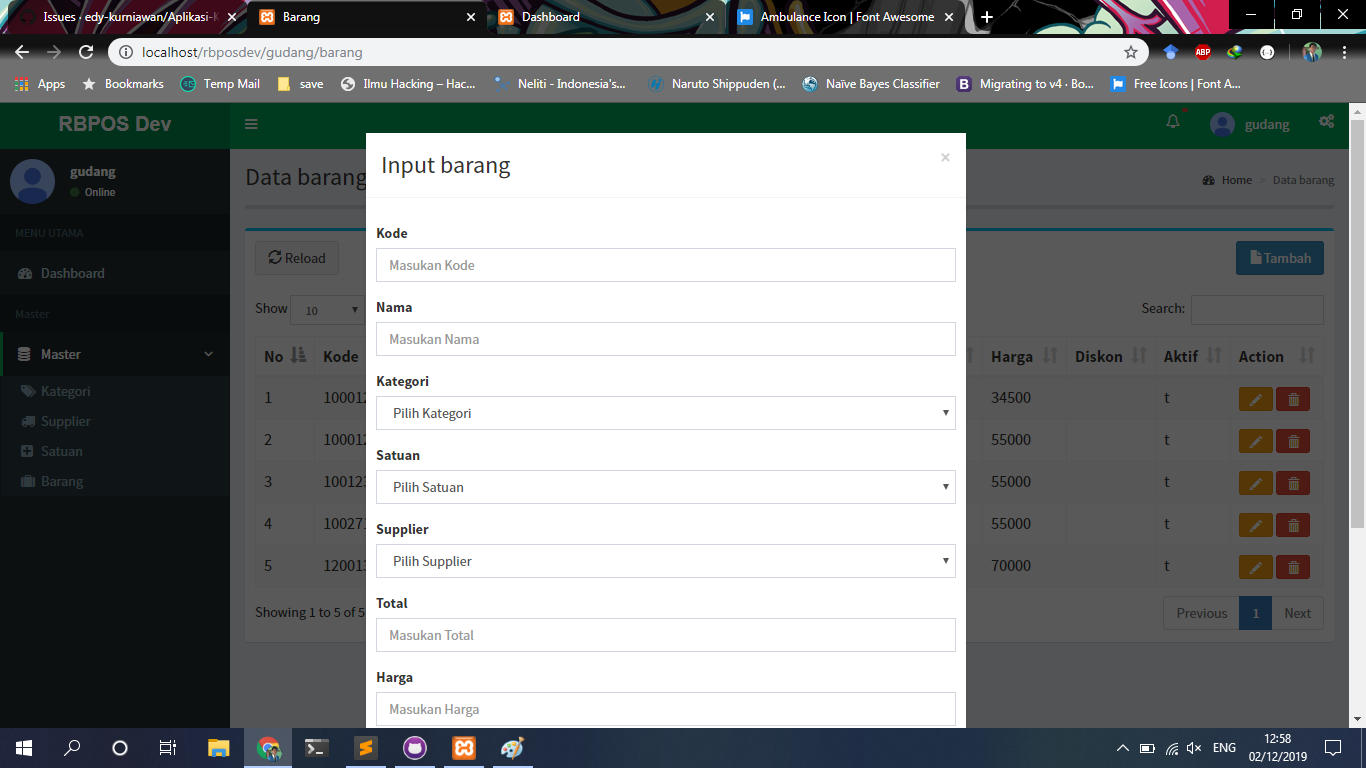 Issues · edy-kurniawan/Aplikasi-K
Barang
Dashboard
Ambulance Icon | Font Awesome
localhost/rbposdev/gudang/barang
ABP
Apps
Bookmarks
Temp Mail
save
Ilmu Hacking – Hac...
Neliti - Indonesia's...
Naruto Shippuden (...
Naïve Bayes Classifier
B Migrating to v4 · Bo...
Free Icons | Font A...
RBPOS Dev
gudang
gudang
Online
MENU UTAMA
Dashboard
Master
Master
Kategori
Supplier
Satuan
Barang
Data barang
Home > Data barang
Reload
Tambah
Show 10
Search:
No Kode Harga Diskon Aktif Action
1 10001 34500 t
2 10001 55000 t
3 10012 55000 t
4 10027 55000 t
5 12001 70000 t
Showing 1 to 5 of 5
Previous 1 Next
Input barang
×
Kode
Masukan Kode
Nama
Masukan Nama
Kategori
Pilih Kategori
Satuan
Pilih Satuan
Supplier
Pilih Supplier
Total
Masukan Total
Harga
Masukan Harga
ENG
12:58
02/12/2019